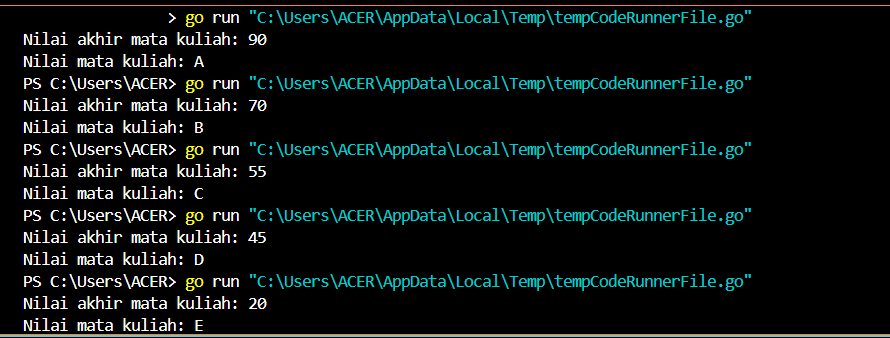 > go run "C:\Users\ACER\AppData\Local\Temp\tempCodeRunnerFile.go"
Nilai akhir mata kuliah: 90
Nilai mata kuliah: A
PS C:\Users\ACER> go run "C:\Users\ACER\AppData\Local\Temp\tempCodeRunnerFile.go"
Nilai akhir mata kuliah: 70
Nilai mata kuliah: B
PS C:\Users\ACER> go run "C:\Users\ACER\AppData\Local\Temp\tempCodeRunnerFile.go"
Nilai akhir mata kuliah: 55
Nilai mata kuliah: C
PS C:\Users\ACER> go run "C:\Users\ACER\AppData\Local\Temp\tempCodeRunnerFile.go"
Nilai akhir mata kuliah: 45
Nilai mata kuliah: D
PS C:\Users\ACER> go run "C:\Users\ACER\AppData\Local\Temp\tempCodeRunnerFile.go"
Nilai akhir mata kuliah: 20
Nilai mata kuliah: E